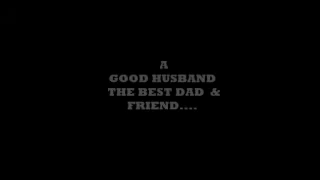 A
GOOD HUSBAND
THE BEST DAD &
FRIEND....